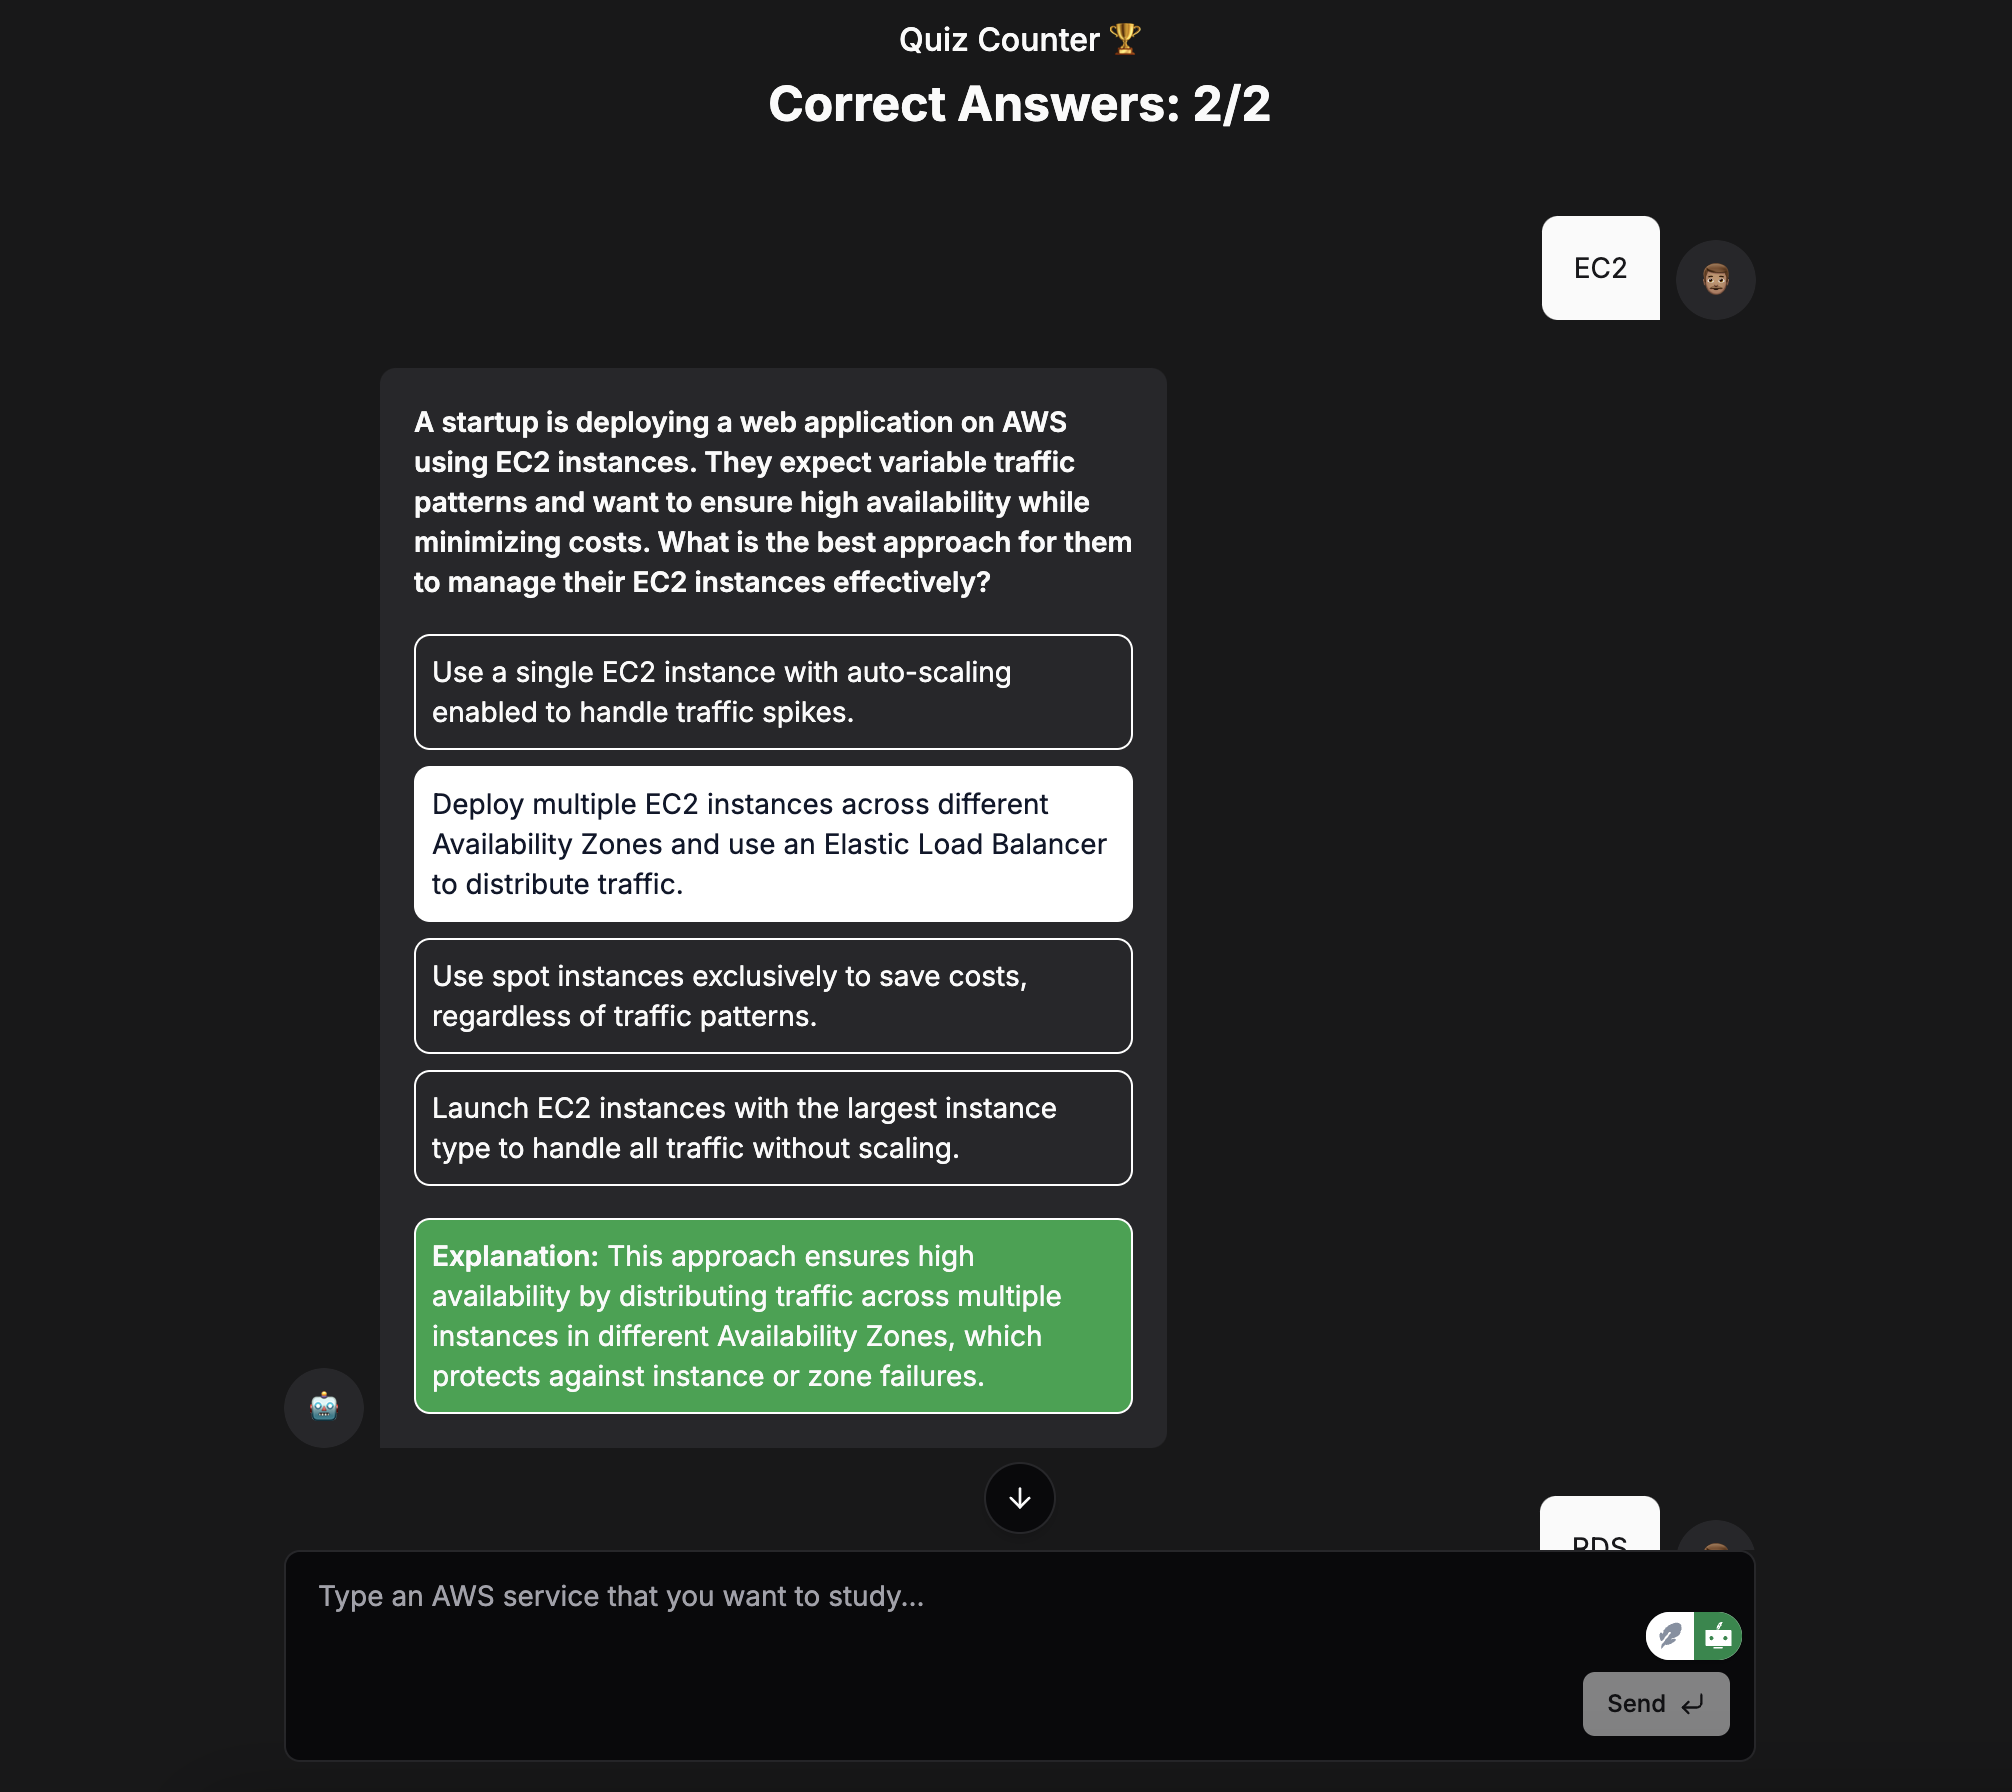 Quiz Counter 🏆
Correct Answers: 2/2
EC2
A startup is deploying a web application on AWS
using EC2 instances. They expect variable traffic
patterns and want to ensure high availability while
minimizing costs. What is the best approach for them
to manage their EC2 instances effectively?
Use a single EC2 instance with auto-scaling
enabled to handle traffic spikes.
Deploy multiple EC2 instances across different
Availability Zones and use an Elastic Load Balancer
to distribute traffic.
Use spot instances exclusively to save costs,
regardless of traffic patterns.
Launch EC2 instances with the largest instance
type to handle all traffic without scaling.
Explanation: This approach ensures high
availability by distributing traffic across multiple
instances in different Availability Zones, which
protects against instance or zone failures.
RDS
Type an AWS service that you want to study...
Send